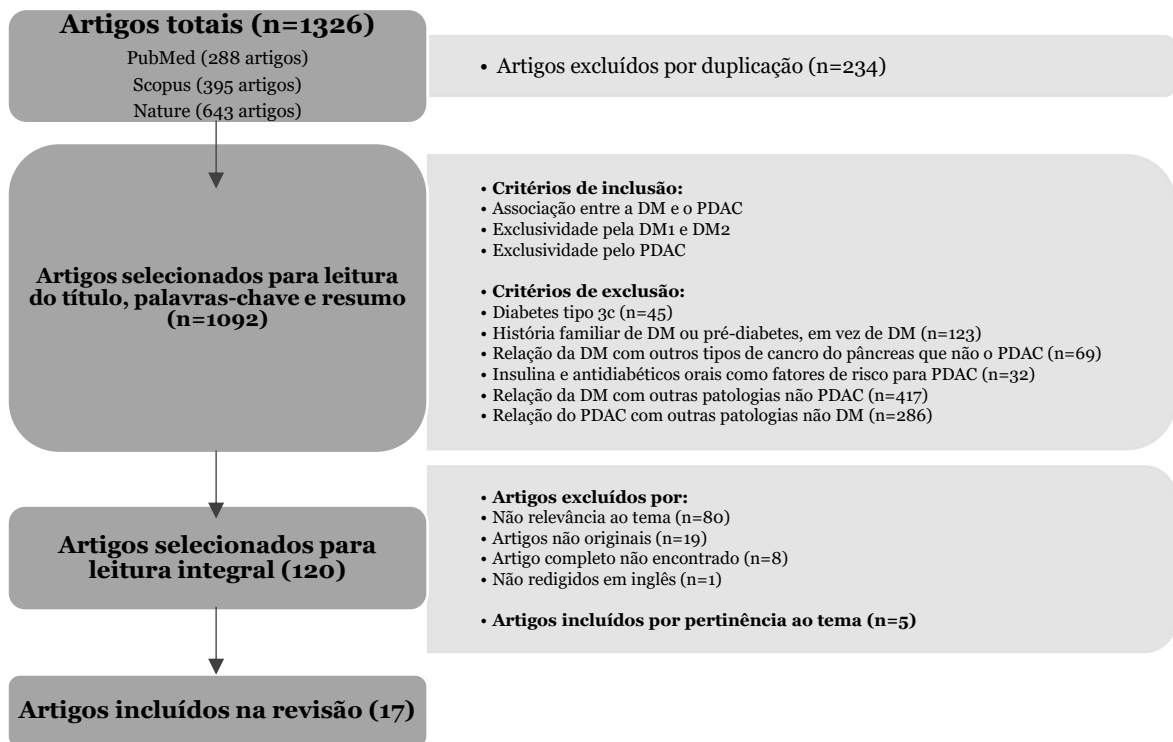 Artigos totais (n=1326)
PubMed (288 artigos)
Scopus (395 artigos)
Nature (643 artigos)
• Artigos excluídos por duplicação (n=234)
Artigos selecionados para leitura
do título, palavras-chave e resumo
(n=1092)
• Critérios de inclusão:
• Associação entre a DM e o PDAC
• Exclusividade pela DM1 e DM2
• Exclusividade pelo PDAC
• Critérios de exclusão:
• Diabetes tipo 3c (n=45)
• História familiar de DM ou pré-diabetes, em vez de DM (n=123)
• Relação da DM com outros tipos de cancro do pâncreas que não o PDAC (n=69)
• Insulina e antidiabéticos orais como fatores de risco para PDAC (n=32)
• Relação da DM com outras patologias não PDAC (n=417)
• Relação do PDAC com outras patologias não DM (n=286)
Artigos selecionados para
leitura integral (120)
• Artigos excluídos por:
• Não relevância ao tema (n=80)
• Artigos não originais (n=19)
• Artigo completo não encontrado (n=8)
• Não redigidos em inglês (n=1)
• Artigos incluídos por pertinência ao tema (n=5)
Artigos incluídos na revisão (17)